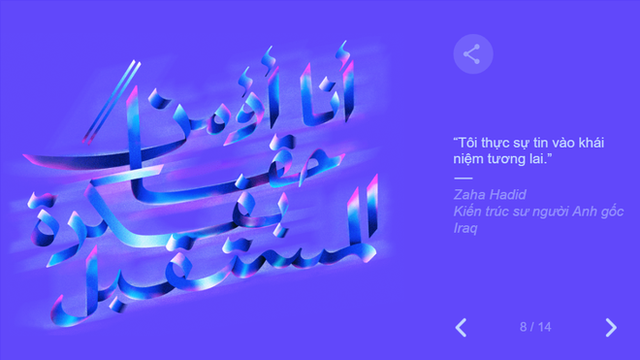 أنا أؤمن
حقا
بفكرة
المستقبل
“Tôi thực sự tin vào khái
niệm tương lai.”
Zaha Hadid
Kiến trúc sư người Anh gốc
Iraq
8 / 14